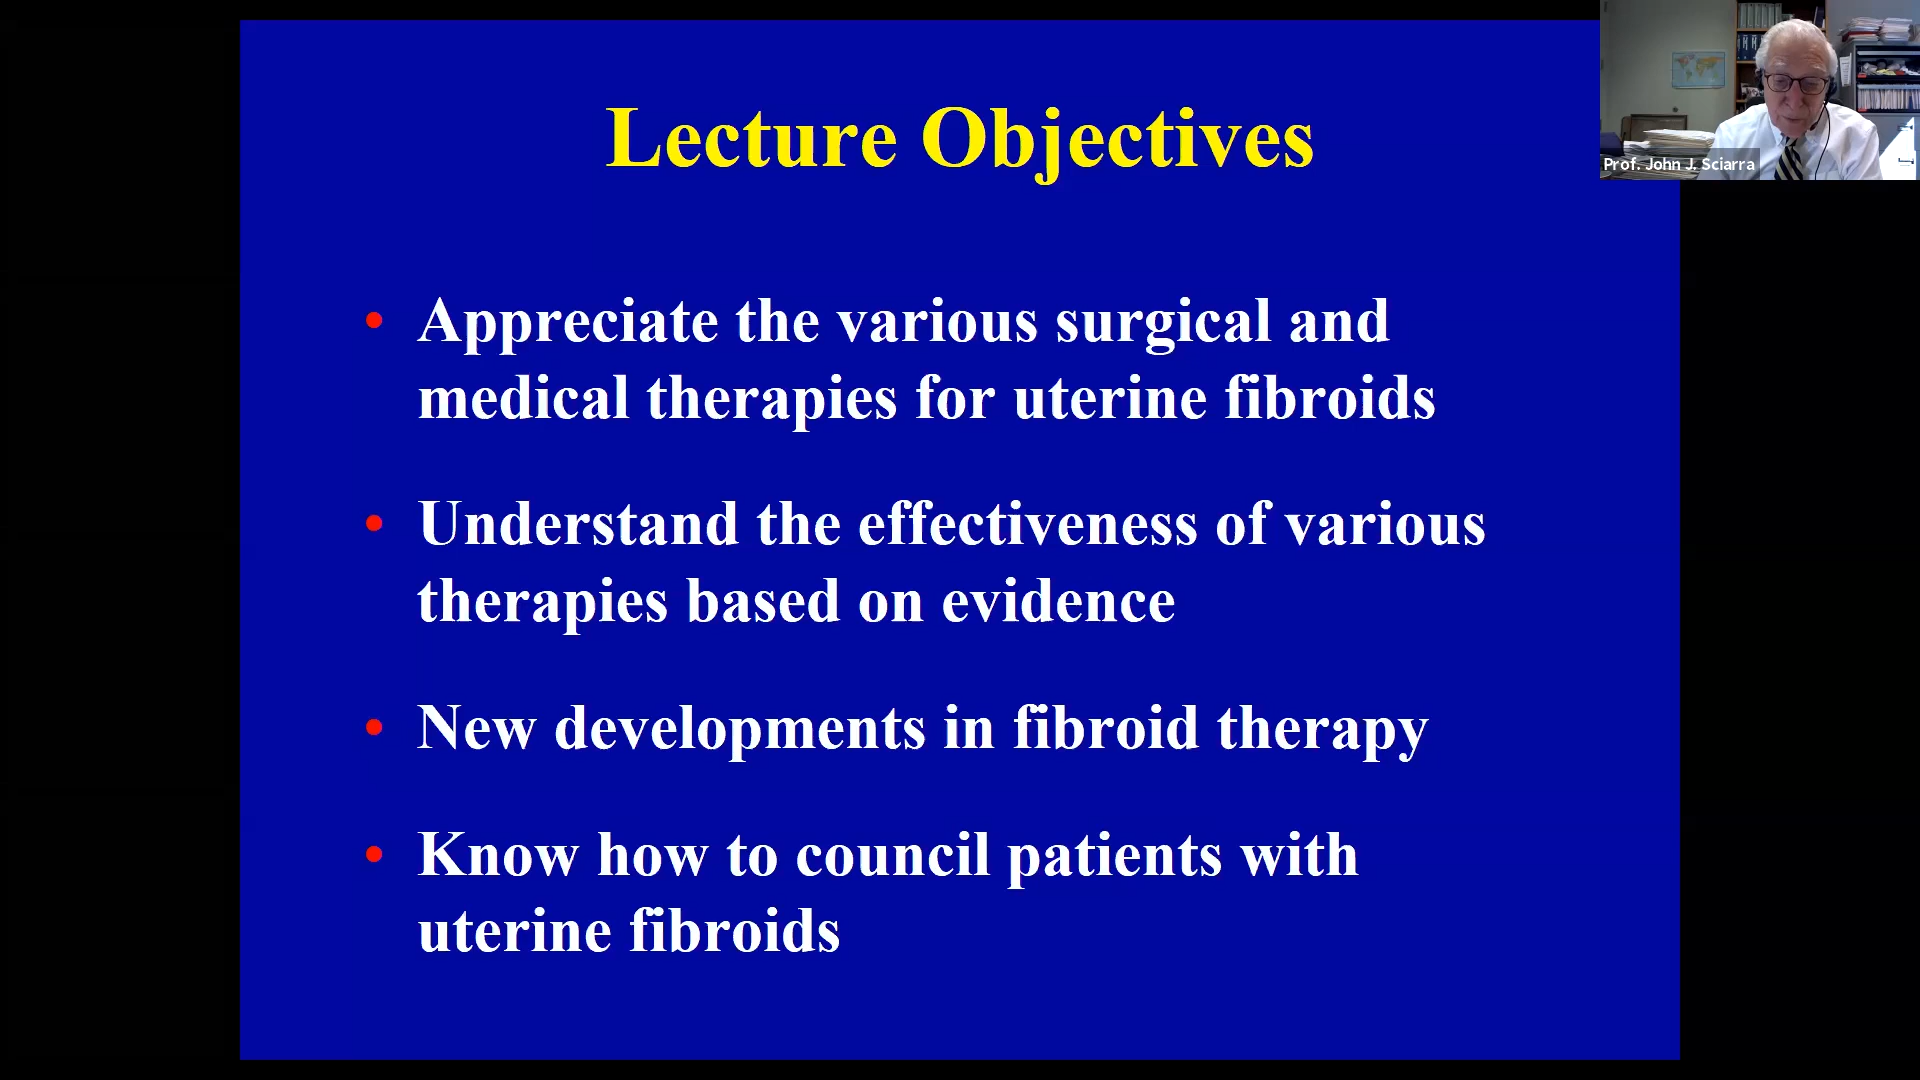 Lecture Objectives
Prof. John J. Sciarra
• Appreciate the various surgical and
medical therapies for uterine fibroids
• Understand the effectiveness of various
therapies based on evidence
• New developments in fibroid therapy
• Know how to council patients with
uterine fibroids